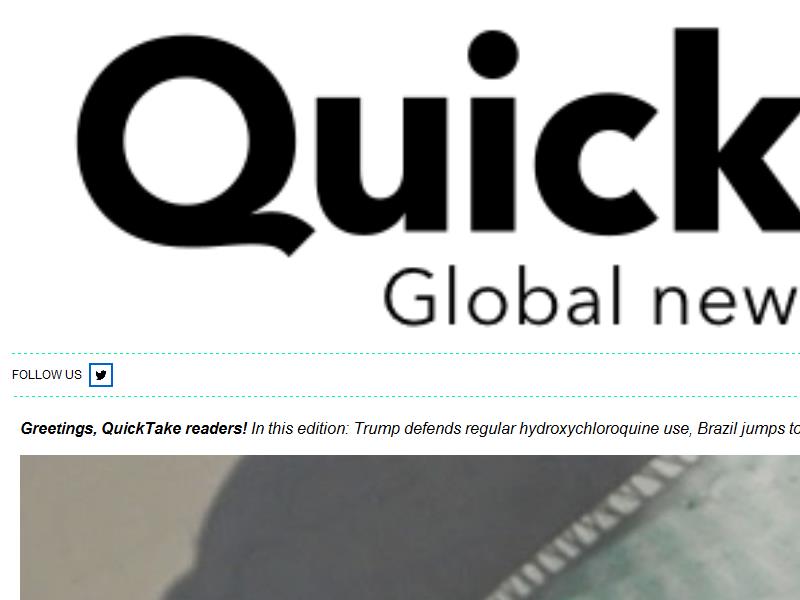 Quick
Global new
FOLLOW US
Greetings, QuickTake readers! In this edition: Trump defends regular hydroxychloroquine use, Brazil jumps to